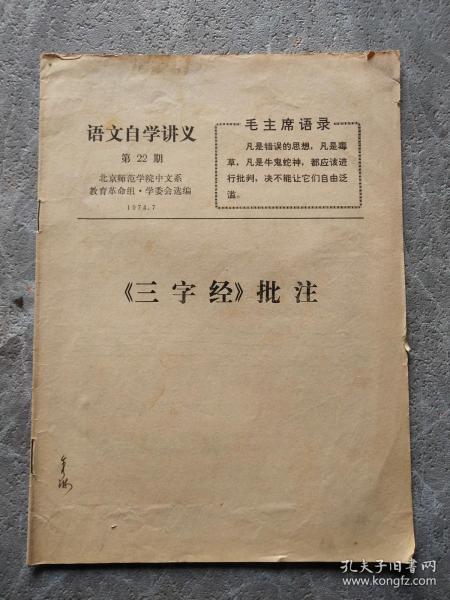 语文自学讲义
第 22 期
北京师范学院中文系
教育革命组·学委会选编
1974.7
毛主席语录
凡是错误的思想，凡是毒
草，凡是牛鬼蛇神，都应该进
行批判，决不能让它们自由泛
滥。
《三字经》批注
孔夫子旧书网
www.kongfz.com